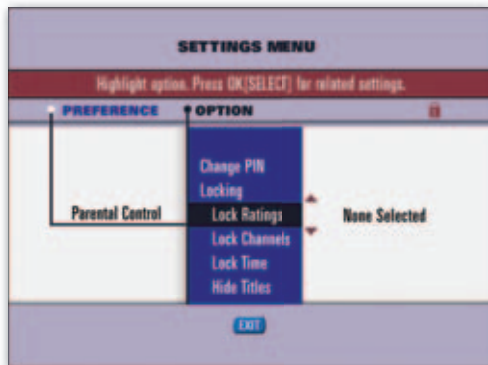 SETTINGS MENU
Highlight option. Press OK[SELECT] for related settings.
PREFERENCE OPTION
Change PIN
Locking
Parental Control Lock Ratings None Selected
Lock Channels
Lock Time
Hide Titles
EXIT